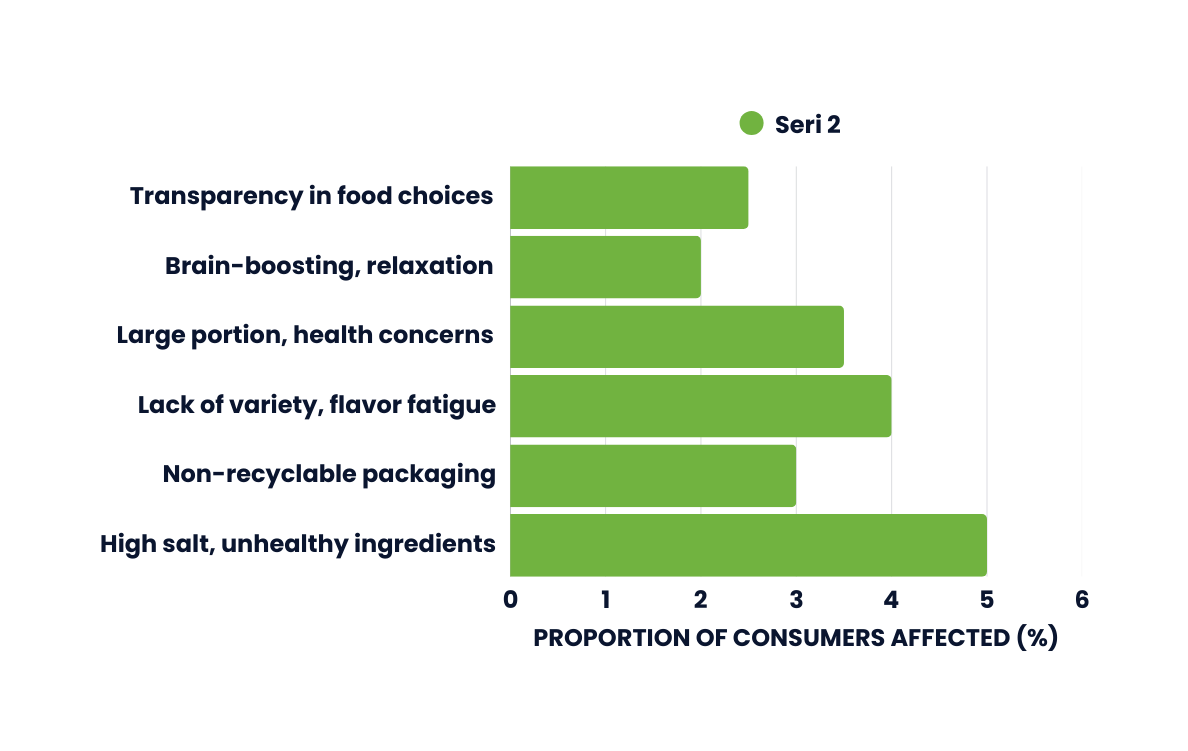 Seri 2
Transparency in food choices
Brain-boosting, relaxation
Large portion, health concerns
Lack of variety, flavor fatigue
Non-recyclable packaging
High salt, unhealthy ingredients
0 1 2 3 4 5 6
PROPORTION OF CONSUMERS AFFECTED (%)